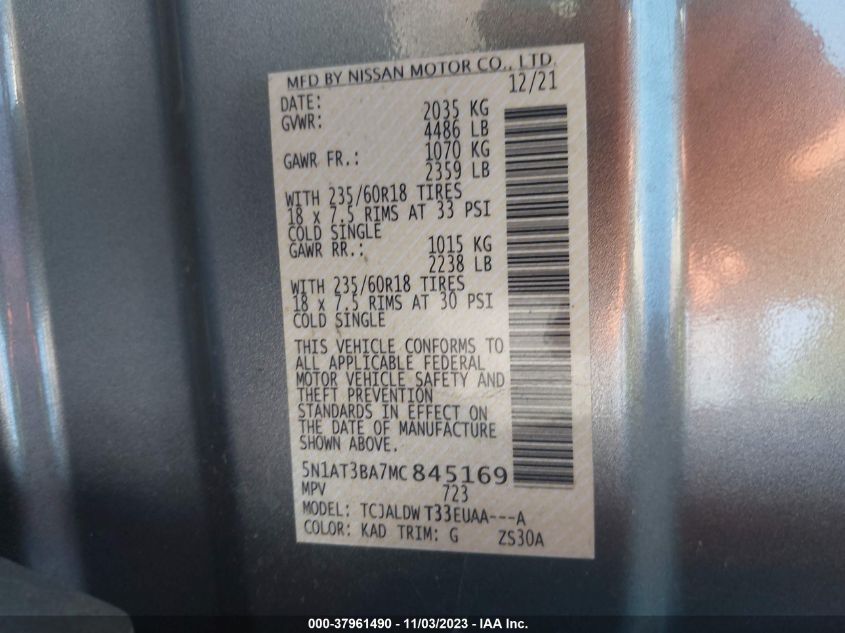 MFD BY NISSAN MOTOR CO., LTD.
DATE: 12/21
GVWR: 2035 KG
4486 LB
GAWR FR.: 1070 KG
2359 LB
WITH 235/60R18 TIRES
18 x 7.5 RIMS AT 33 PSI
COLD SINGLE
GAWR RR.: 1015 KG
2238 LB
WITH 235/60R18 TIRES
18 x 7.5 RIMS AT 30 PSI
COLD SINGLE
THIS VEHICLE CONFORMS TO
ALL APPLICABLE FEDERAL
MOTOR VEHICLE SAFETY AND
THEFT PREVENTION
STANDARDS IN EFFECT ON
THE DATE OF MANUFACTURE
SHOWN ABOVE.
5N1AT3BA7MC845169
MPV 723
MODEL: TCJALDW T33EUAA---A
COLOR: KAD TRIM: G ZS30A
000-37961490 - 11/03/2023 - IAA Inc.